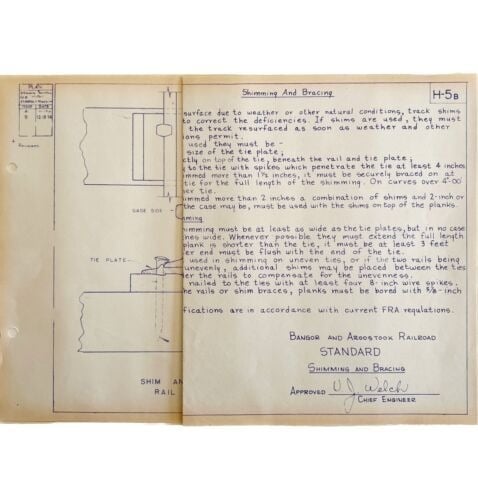 Shimming And Bracing
H-5B
surface due to weather or other natural conditions, track shims
to correct the deficiencies. If shims are used, they must
the track resurfaced as soon as weather and other
ions permit.
used they must be -
size of the tie plate;
ctly on top of the tie, beneath the rail and tie plate;
to the tie with spikes which penetrate the tie at least 4 inches
immed more than 1½ inches, it must be securely braced on at
tie for the full length of the shimming. On curves over 4°-00'
er tie.
immed more than 2 inches a combination of shims and 2-inch or
the case may be, must be used with the shims on top of the planks.
mming
shimming must be at least as wide as the tie plates, but in no case
hes wide. Whenever possible they must extend the full length
plank is shorter than the tie, it must be at least 3 feet
er end must be flush with the end of the tie.
used in shimming on uneven ties, or if the two rails being
unevenly, additional shims may be placed between the ties
er the rails to compensate for the unevenness.
nailed to the ties with at least four 8-inch wire spikes.
the rails or shim braces, planks must be bored with 5/8-inch
ifications are in accordance with current FRA regulations.
GAGE SIDE
TIE PLATE
SHIM AN
RAIL
Bangor and Aroostook Railroad
STANDARD
Shimming and Bracing
Approved V J Welch
Chief Engineer